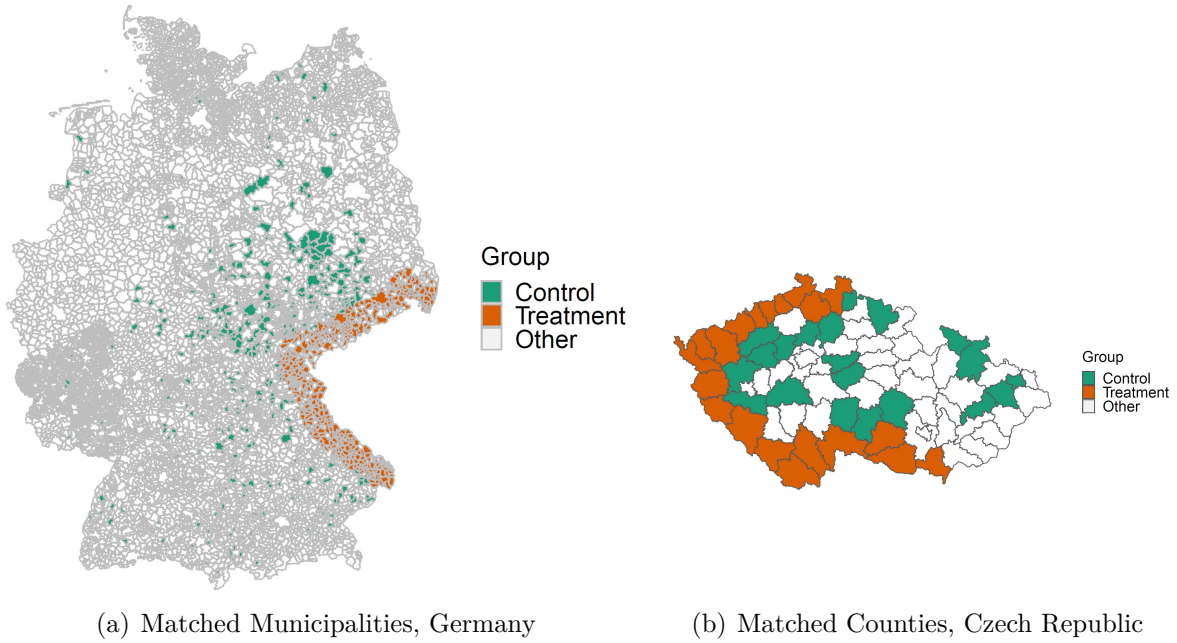 Group
Control
Treatment
Other
Group
Control
Treatment
Other
(a) Matched Municipalities, Germany
(b) Matched Counties, Czech Republic